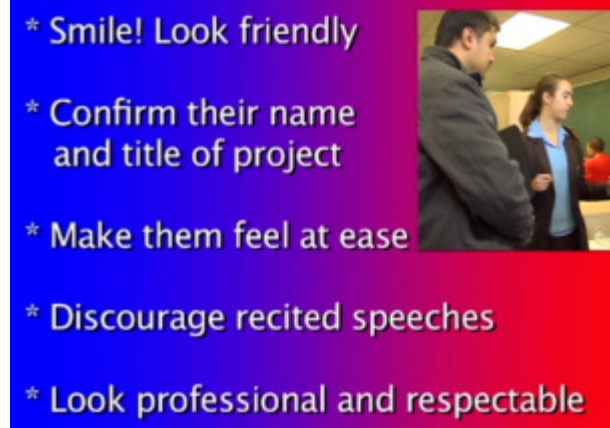 * Smile! Look friendly
* Confirm their name
and title of project
* Make them feel at ease
* Discourage recited speeches
* Look professional and respectable